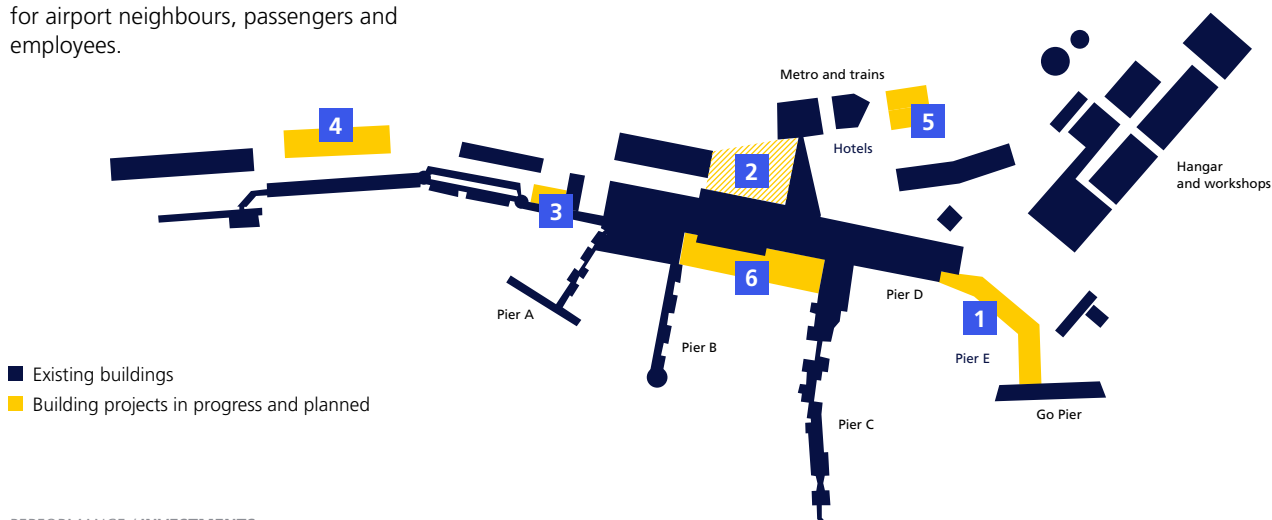 for airport neighbours, passengers and
employees.
Metro and trains
4
5
Hotels
2
Hangar
and workshops
3
6
Pier D
Pier A
1
Pier B
Pier E
Existing buildings
Building projects in progress and planned
Go Pier
Pier C